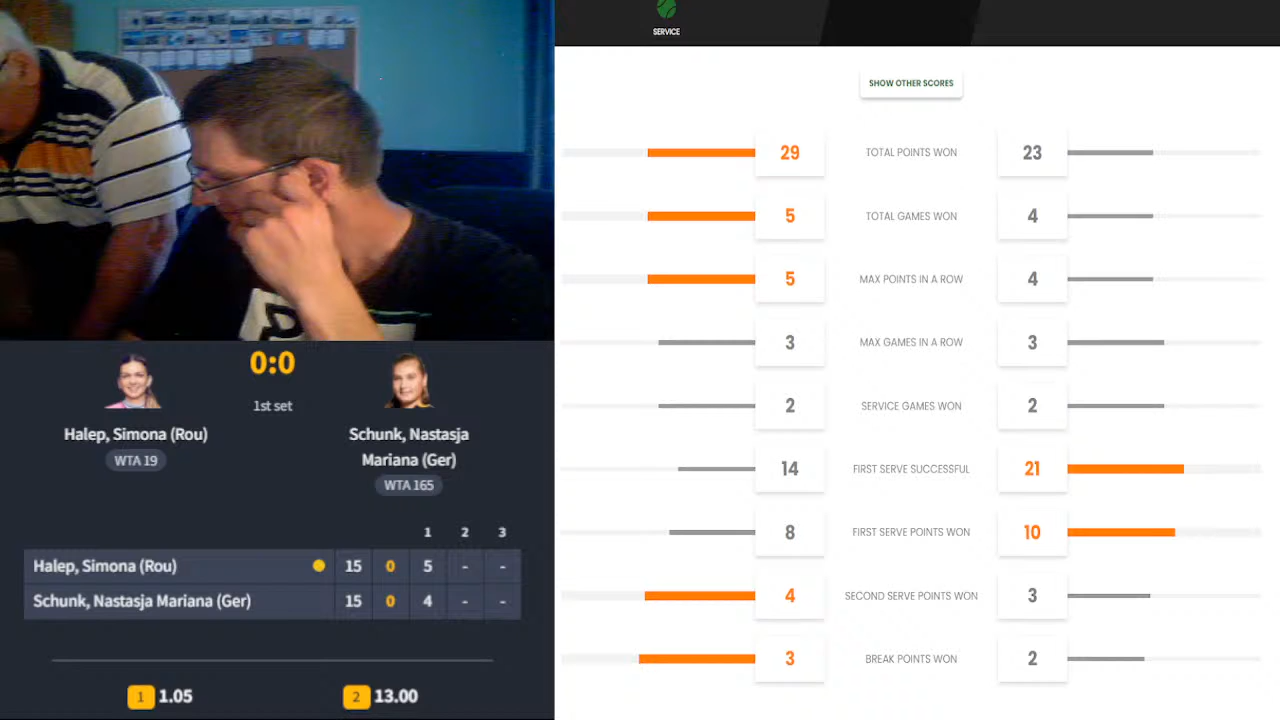 SERVICE
SHOW OTHER SCORES
29 TOTAL POINTS WON 23
5 TOTAL GAMES WON 4
5 MAX POINTS IN A ROW 4
3 MAX GAMES IN A ROW 3
2 SERVICE GAMES WON 2
14 FIRST SERVE SUCCESSFUL 21
8 FIRST SERVE POINTS WON 10
4 SECOND SERVE POINTS WON 3
3 BREAK POINTS WON 2
0:0
1st set
Halep, Simona (Rou)
WTA 19
Schunk, Nastasja
Mariana (Ger)
WTA 165
1 2 3
Halep, Simona (Rou) 15 0 5 - -
Schunk, Nastasja Mariana (Ger) 15 0 4 - -
1 1.05
2 13.00